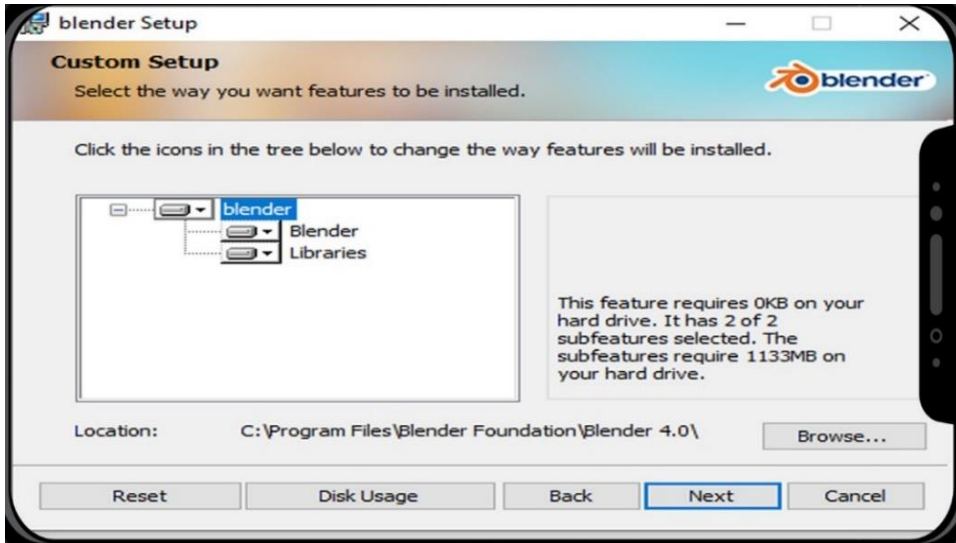 blender Setup
Custom Setup
Select the way you want features to be installed.
blender
Click the icons in the tree below to change the way features will be installed.
blender
Blender
Libraries
This feature requires 0KB on your
hard drive. It has 2 of 2
subfeatures selected. The
subfeatures require 1133MB on
your hard drive.
Location: C:\Program Files\Blender Foundation\Blender 4.0\ Browse...
Reset Disk Usage Back Next Cancel